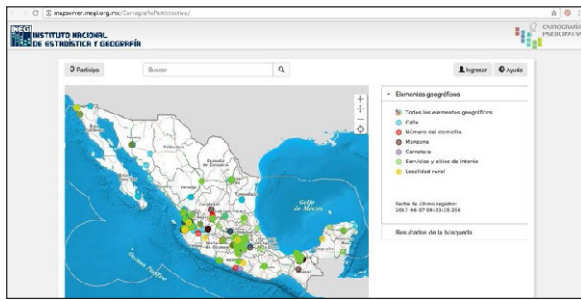 mapserver.inegi.org.mx/CartografiaParticipativa/
INEGI
INSTITUTO NACIONAL
DE ESTADÍSTICA Y GEOGRAFÍA
CARTOGRAFÍA
PARTICIPATIVA
Participa
Buscar
Ingresar
Ayuda
Elementos geográficos
Todos los elementos geográficos
Calle
Número del domicilio
Manzana
Carretera
Servicios y sitios de interés
Localidad rural
Golfo
de México
Océano Pacífico
Fecha de último registro:
Resultados de la búsqueda